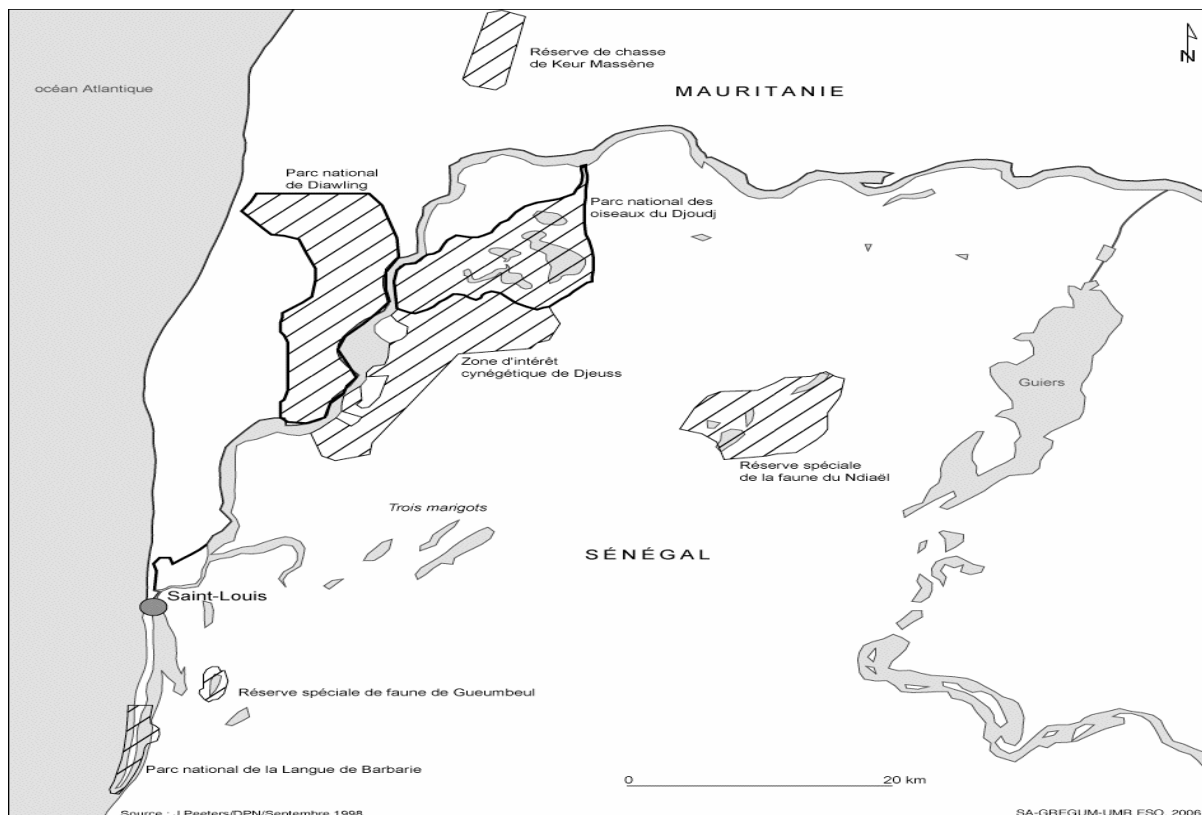 Réserve de chasse
de Keur Massène
N
océan Atlantique
MAURITANIE
Parc national
de Diawling
Parc national des
oiseaux du Djoudj
Zone d'intérêt
cynégétique de Djeuss
Guiers
Réserve spéciale
de la faune du Ndiaël
Trois marigots
SÉNÉGAL
Saint-Louis
Réserve spéciale de faune de Gueumbeul
Parc national de la Langue de Barbarie
0 20 km
Source : J.Peeters/DPN/Septembre 1998
SA-GREGUM-UMR ESO, 2006